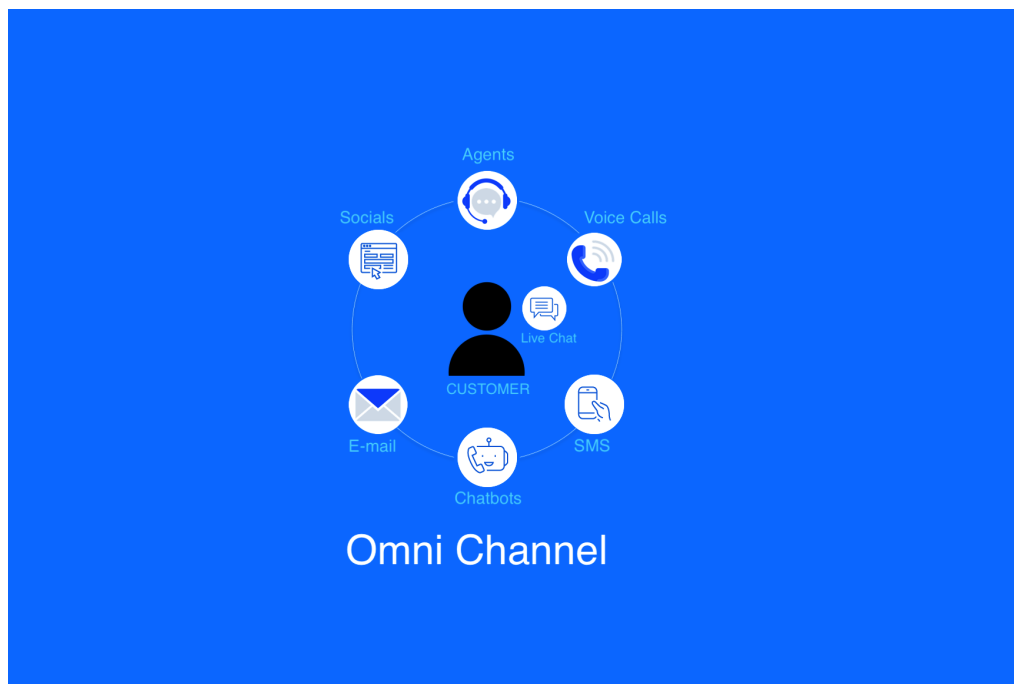 Agents
Socials
Voice Calls
Live Chat
CUSTOMER
E-mail
SMS
Chatbots
Omni Channel